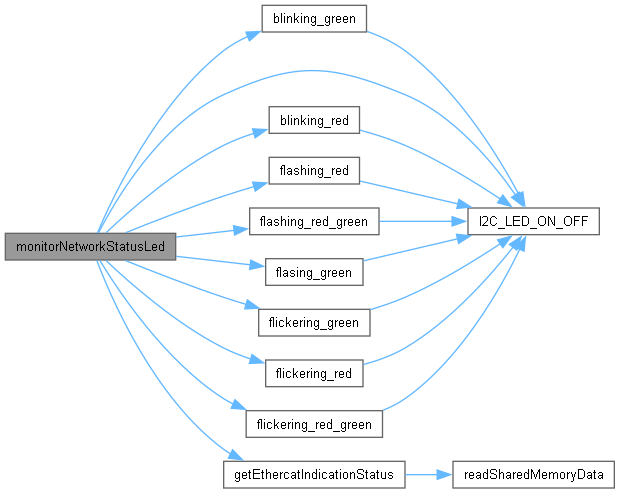 blinking_green
blinking_red
flashing_red
flashing_red_green
I2C_LED_ON_OFF
monitorNetworkStatusLed
flasing_green
flickering_green
flickering_red
flickering_red_green
getEthercatIndicationStatus
readSharedMemoryData